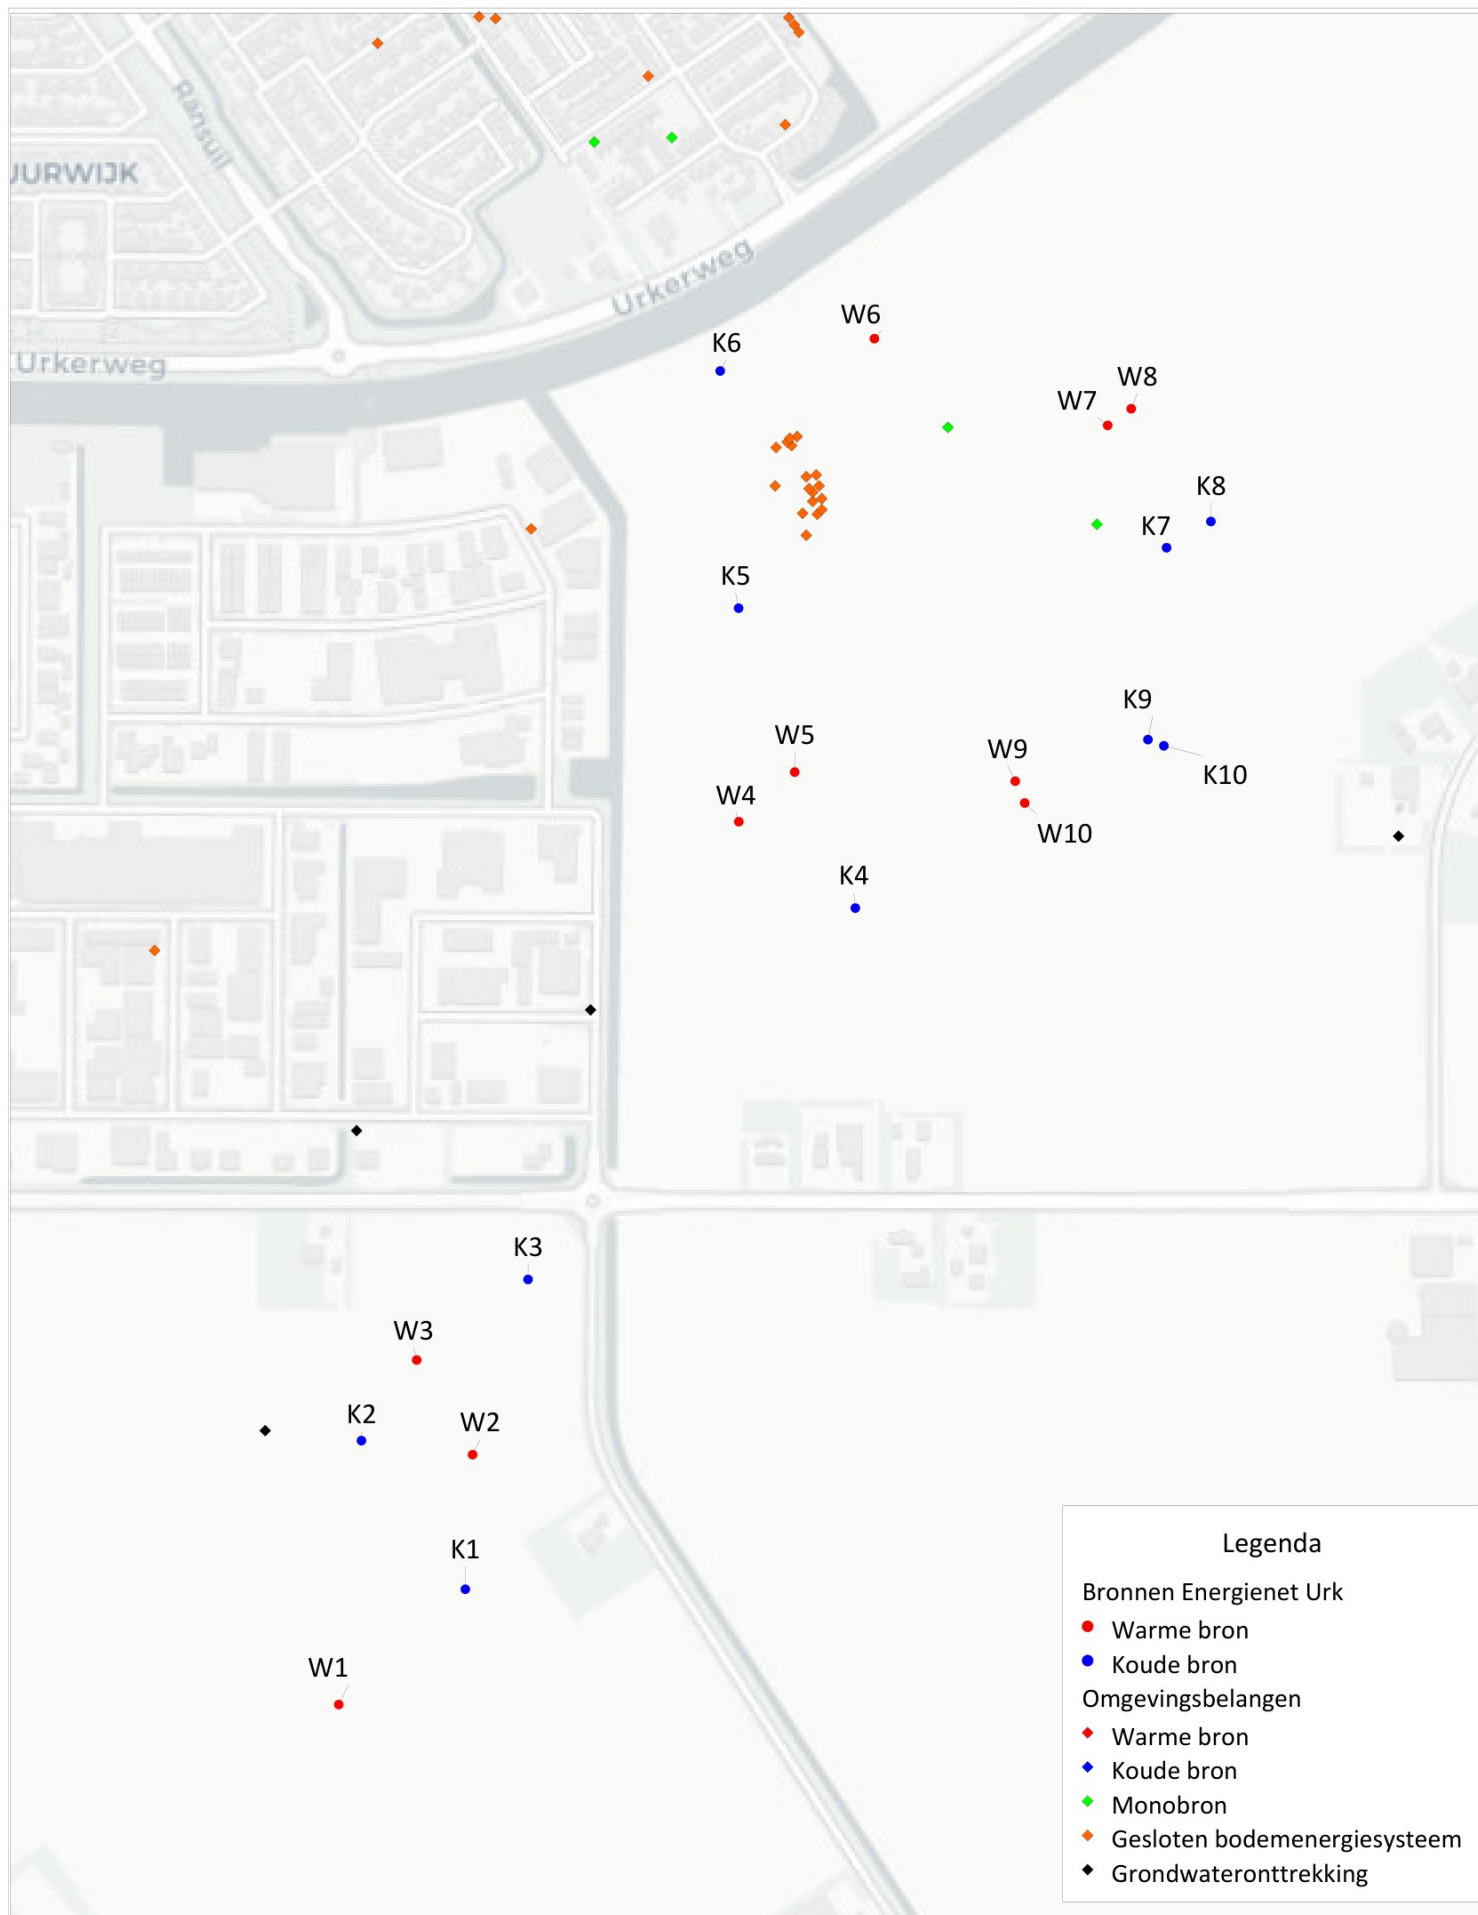 Ransuil
UURWIJK
Urkerweg
Urkerweg
W6
K6
W8
W7
K8
K7
K5
K9
W5
W9
K10
W4
W10
K4
K3
W3
K2
W2
K1
W1
Legenda
Bronnen Energienet Urk
Warme bron
Koude bron
Omgevingsbelangen
Warme bron
Koude bron
Monobron
Gesloten bodemenergiesysteem
Grondwateronttrekking